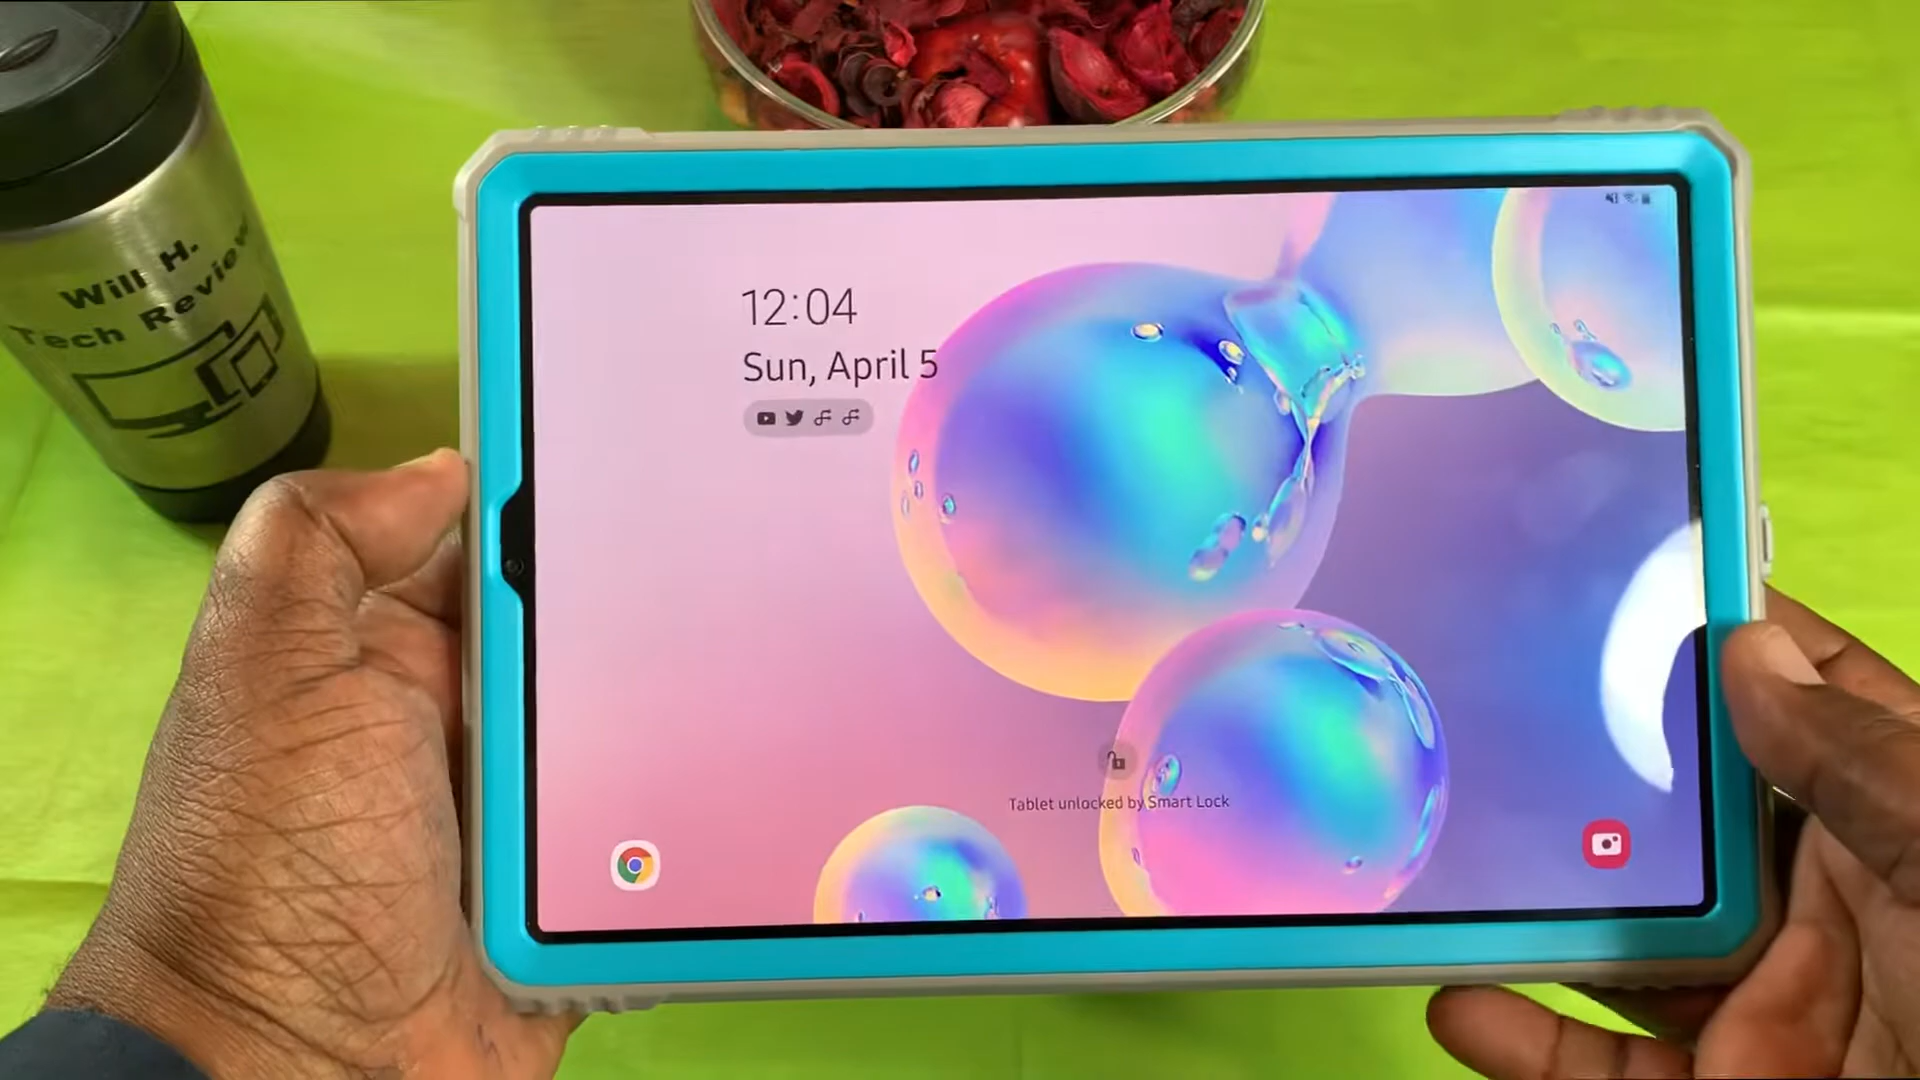 Will H.
Tech Review
12:04
Sun, April 5
Tablet unlocked by Smart Lock